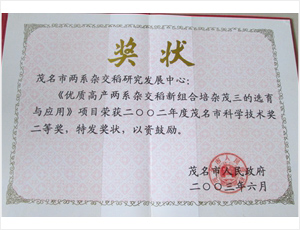 奖状
茂名市两系杂交稻研究发展中心：
《优质高产两系杂交稻新组合培杂茂三的选育
与应用》项目荣获二〇〇二年度茂名市科学技术奖
二等奖，特发奖状，以资鼓励。
茂名市人民政府
二〇〇三年六月